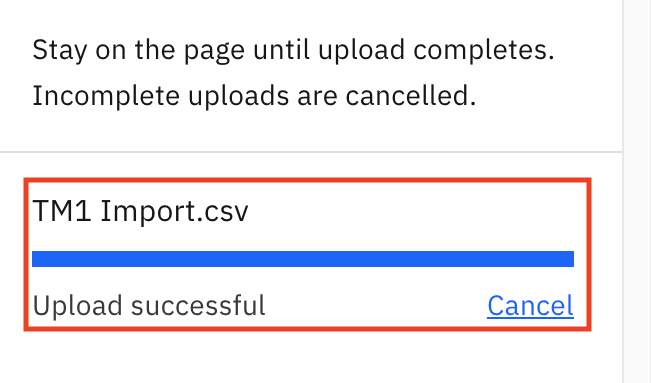 Stay on the page until upload completes.
Incomplete uploads are cancelled.
TM1 Import.csv
Upload successful
Cancel